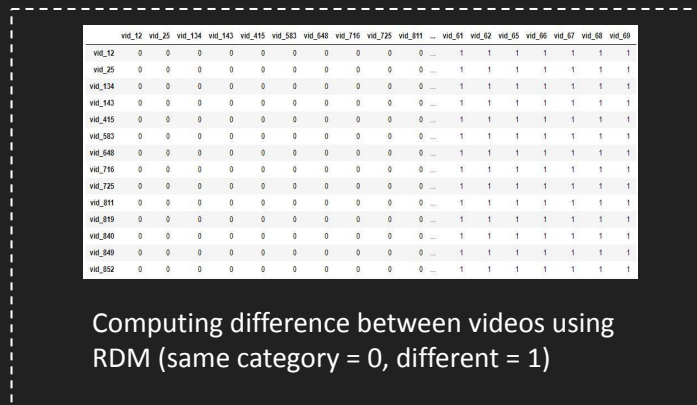 vid_12 vid_25 vid_134 vid_143 vid_415 vid_583 vid_648 vid_716 vid_725 vid_811 ... vid_61 vid_62 vid_65 vid_66 vid_67 vid_68 vid_69
vid_12 0 0 0 0 0 0 0 0 0 0 ... 1 1 1 1 1 1 1
vid_25 0 0 0 0 0 0 0 0 0 0 ... 1 1 1 1 1 1 1
vid_134 0 0 0 0 0 0 0 0 0 0 ... 1 1 1 1 1 1 1
vid_143 0 0 0 0 0 0 0 0 0 0 ... 1 1 1 1 1 1 1
vid_415 0 0 0 0 0 0 0 0 0 0 ... 1 1 1 1 1 1 1
vid_583 0 0 0 0 0 0 0 0 0 0 ... 1 1 1 1 1 1 1
vid_648 0 0 0 0 0 0 0 0 0 0 ... 1 1 1 1 1 1 1
vid_716 0 0 0 0 0 0 0 0 0 0 ... 1 1 1 1 1 1 1
vid_725 0 0 0 0 0 0 0 0 0 0 ... 1 1 1 1 1 1 1
vid_811 0 0 0 0 0 0 0 0 0 0 ... 1 1 1 1 1 1 1
vid_819 0 0 0 0 0 0 0 0 0 0 ... 1 1 1 1 1 1 1
vid_840 0 0 0 0 0 0 0 0 0 0 ... 1 1 1 1 1 1 1
vid_849 0 0 0 0 0 0 0 0 0 0 ... 1 1 1 1 1 1 1
vid_852 0 0 0 0 0 0 0 0 0 0 ... 1 1 1 1 1 1 1
Computing difference between videos using
RDM (same category = 0, different = 1)